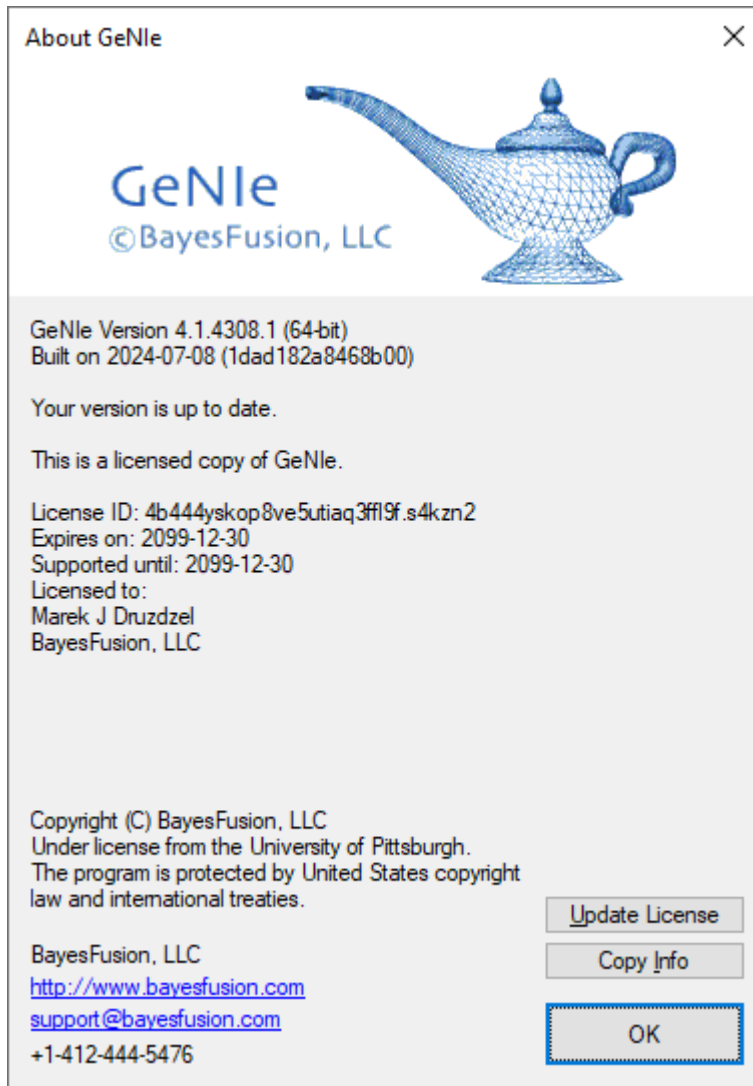 About GeNIe
GeNIe
©BayesFusion, LLC
GeNIe Version 4.1.4308.1 (64-bit)
Built on 2024-07-08 (1dad182a8468b00)
Your version is up to date.
This is a licensed copy of GeNIe.
License ID: 4b444yskop8ve5utiaq3ffl9f.s4kzn2
Expires on: 2099-12-30
Supported until: 2099-12-30
Licensed to:
Marek J Druzdzel
BayesFusion, LLC
Copyright (C) BayesFusion, LLC
Under license from the University of Pittsburgh.
The program is protected by United States copyright
law and international treaties.
Update License
BayesFusion, LLC
Copy Info
http://www.bayesfusion.com
support@bayesfusion.com
OK
+1-412-444-5476